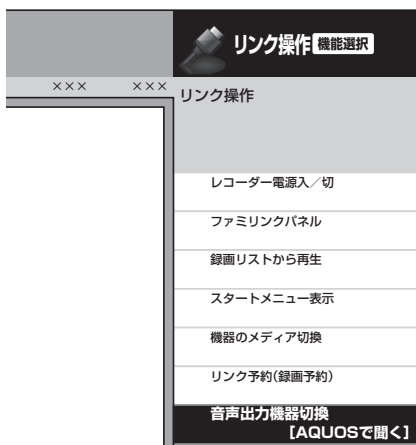 リンク操作 機能選択
××× ×××
リンク操作
レコーダー電源入/切
ファミリンクパネル
録画リストから再生
スタートメニュー表示
機器のメディア切換
リンク予約(録画予約)
音声出力機器切換
[AQUOSで聞く]